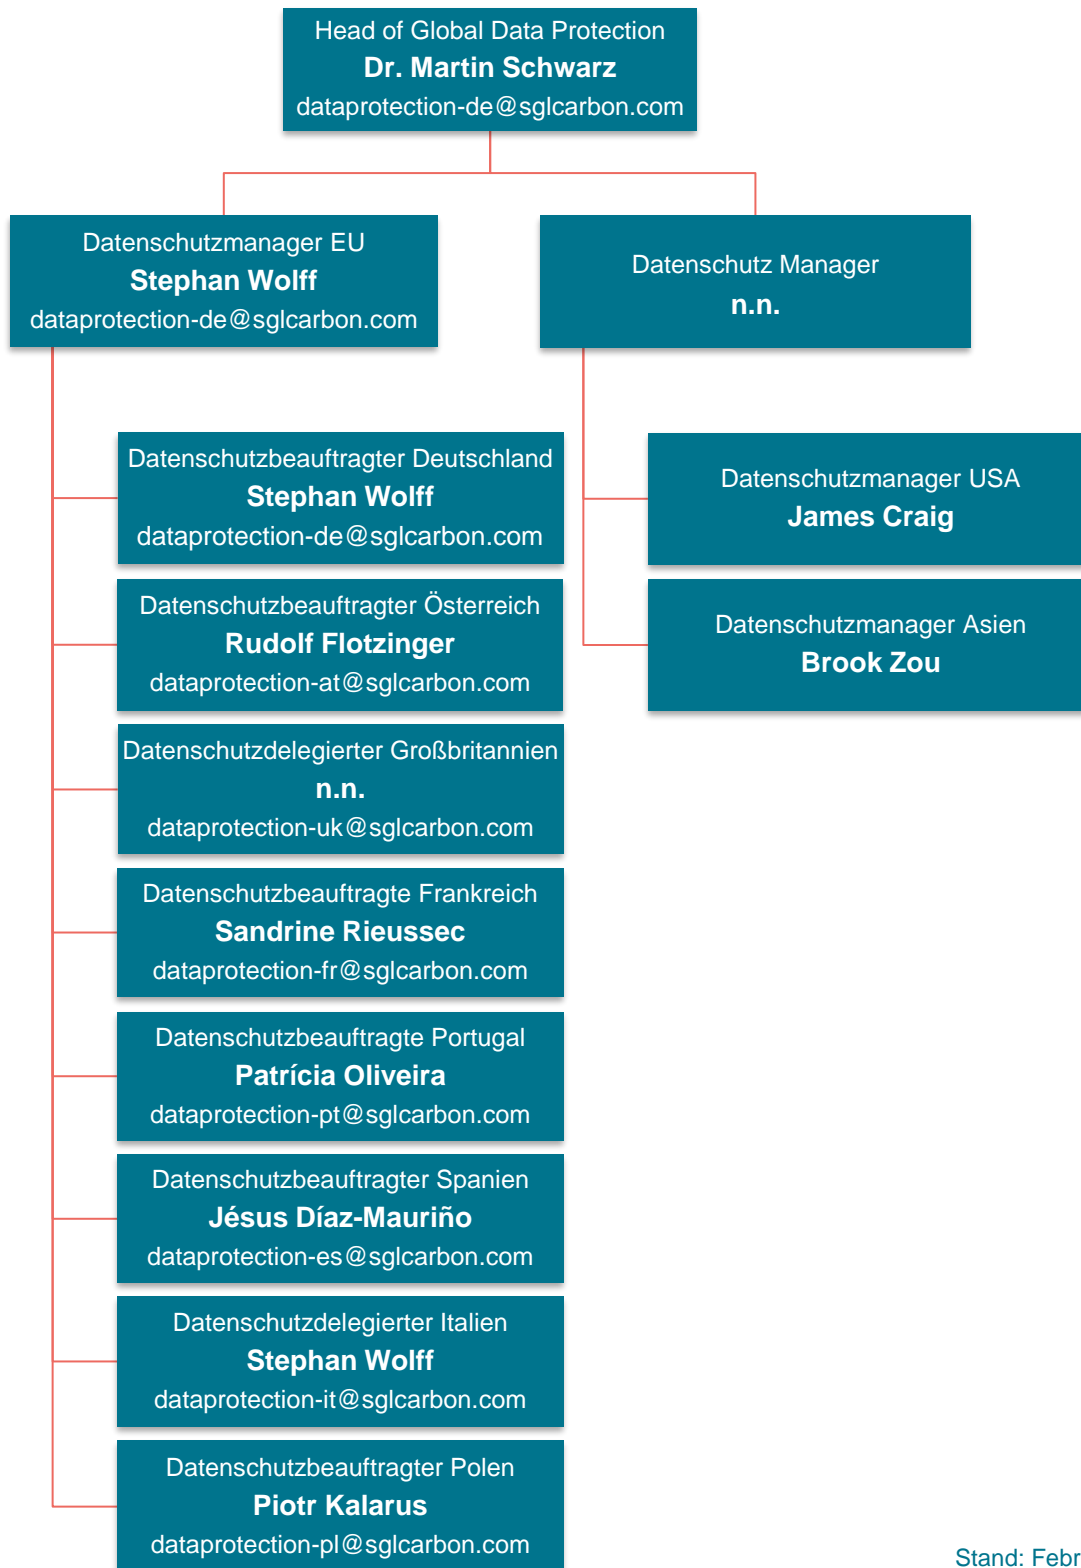 Head of Global Data Protection
Dr. Martin Schwarz
dataprotection-de@sglcarbon.com
Datenschutzmanager EU
Stephan Wolff
dataprotection-de@sglcarbon.com
Datenschutz Manager
n.n.
Datenschutzbeauftragter Deutschland
Stephan Wolff
dataprotection-de@sglcarbon.com
Datenschutzbeauftragter Österreich
Rudolf Flotzinger
dataprotection-at@sglcarbon.com
Datenschutzdelegierter Großbritannien
n.n.
dataprotection-uk@sglcarbon.com
Datenschutzbeauftragte Frankreich
Sandrine Rieussec
dataprotection-fr@sglcarbon.com
Datenschutzbeauftragte Portugal
Patrícia Oliveira
dataprotection-pt@sglcarbon.com
Datenschutzbeauftragter Spanien
Jésus Díaz-Mauriño
dataprotection-es@sglcarbon.com
Datenschutzdelegierter Italien
Stephan Wolff
dataprotection-it@sglcarbon.com
Datenschutzbeauftragter Polen
Piotr Kalarus
dataprotection-pl@sglcarbon.com
Datenschutzmanager USA
James Craig
Datenschutzmanager Asien
Brook Zou
Stand: Febr